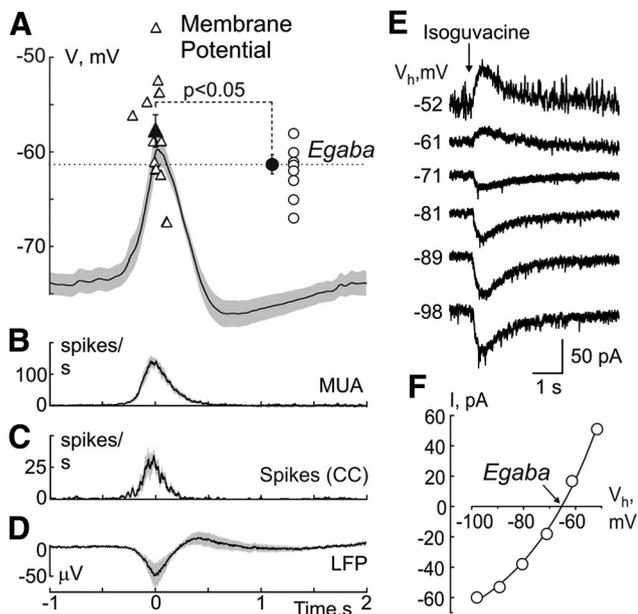 A
V, mV
Membrane
Potential
-50
p<0.05
-60
Egaba
-70
B
spikes/
s
100
0
MUA
C
spikes/
s
25
0
Spikes (CC)
D
0
-50
μV
LFP
-1
0
1
2
Time,s
E
Isoguvacine
Vh,mV
-52
-61
-71
-81
-89
-98
50 pA
1 s
F
I, pA
60
40
20
0
-20
-40
-60
Egaba
-100
-80
-60
Vh,
mV